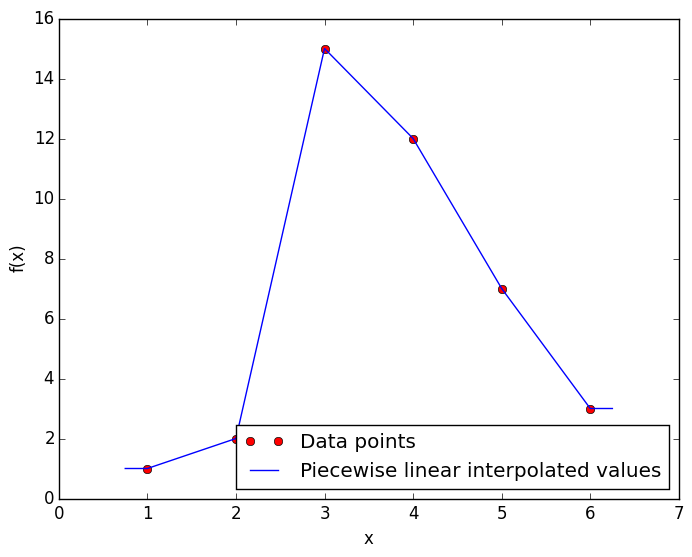 16
14
12
10
8
6
4
2
0
f(x)
Data points
Piecewise linear interpolated values
0 1 2 3 4 5 6 7
x